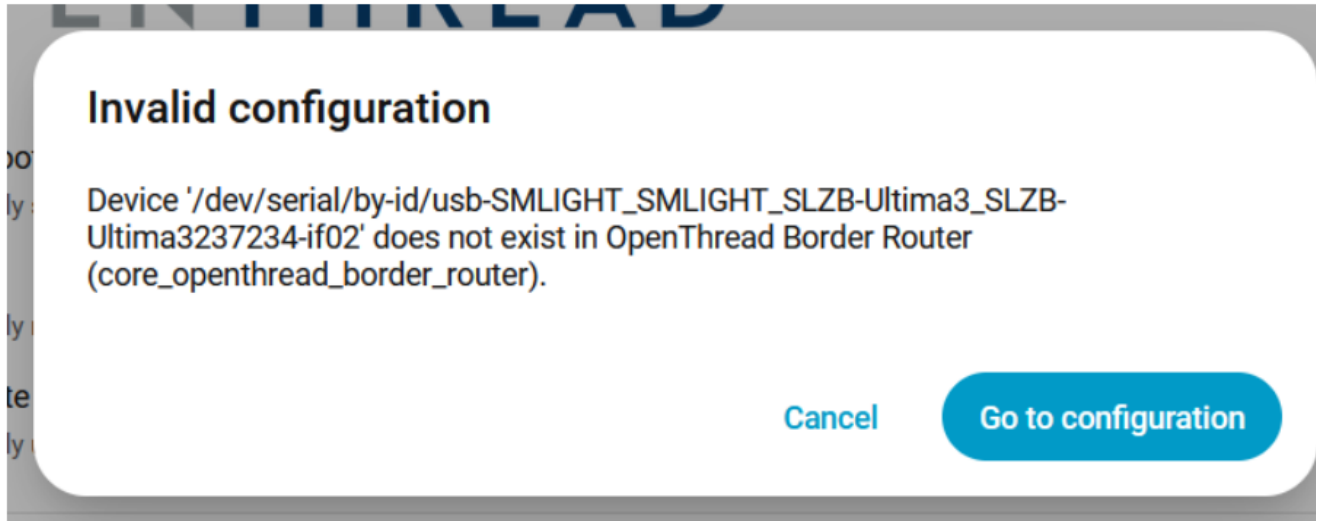 ENTHREAD
Invalid configuration
Device '/dev/serial/by-id/usb-SMLIGHT_SMLIGHT_SLZB-Ultima3_SLZB-
Ultima3237234-if02' does not exist in OpenThread Border Router
(core_openthread_border_router).
Cancel
Go to configuration